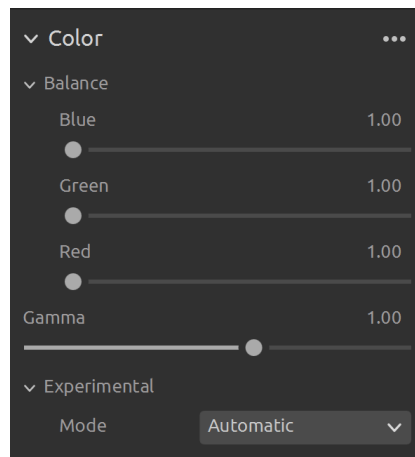 Color
Balance
Blue 1.00
Green 1.00
Red 1.00
Gamma 1.00
Experimental
Mode Automatic